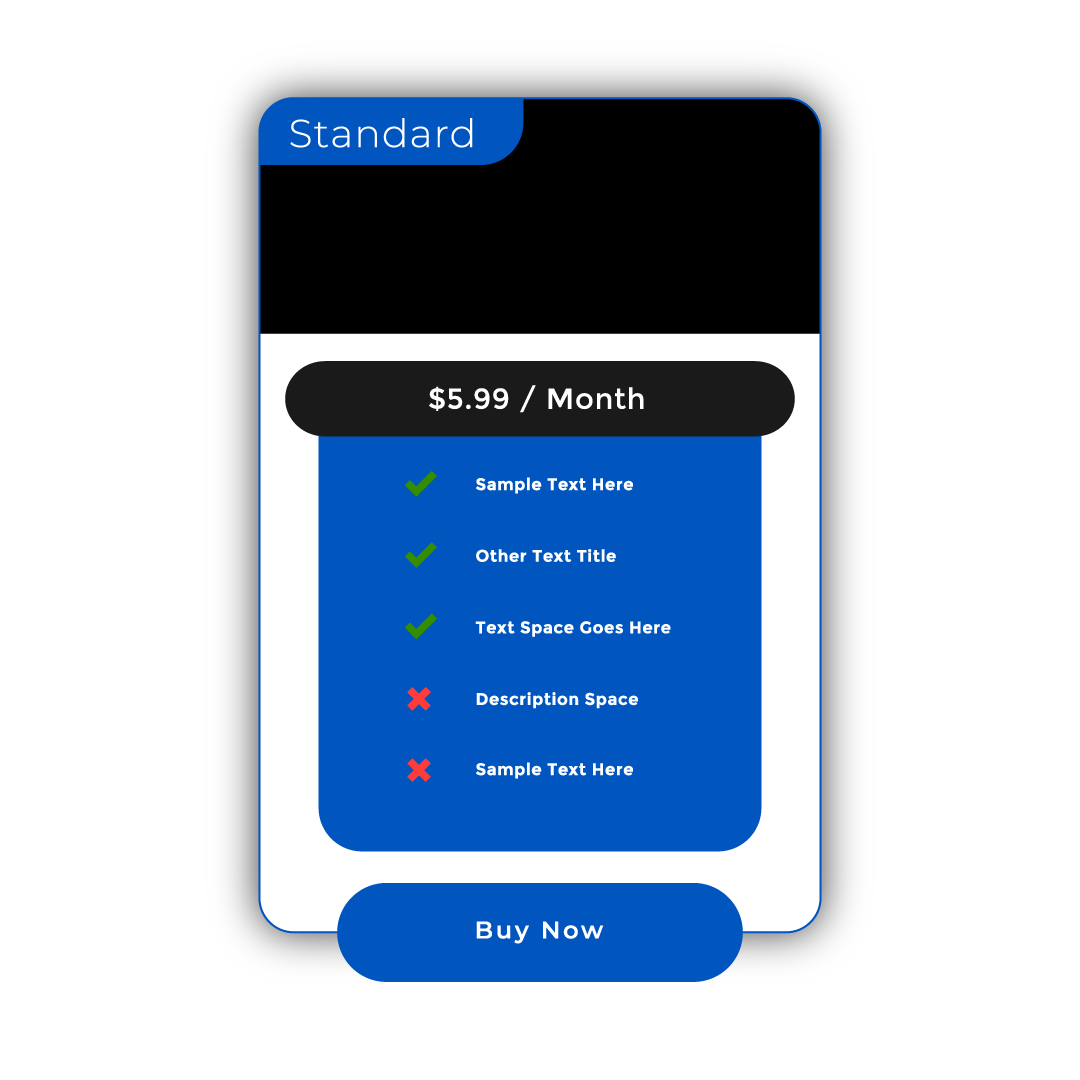 Standard
$5.99 / Month
Sample Text Here
Other Text Title
Text Space Goes Here
Description Space
Sample Text Here
Buy Now